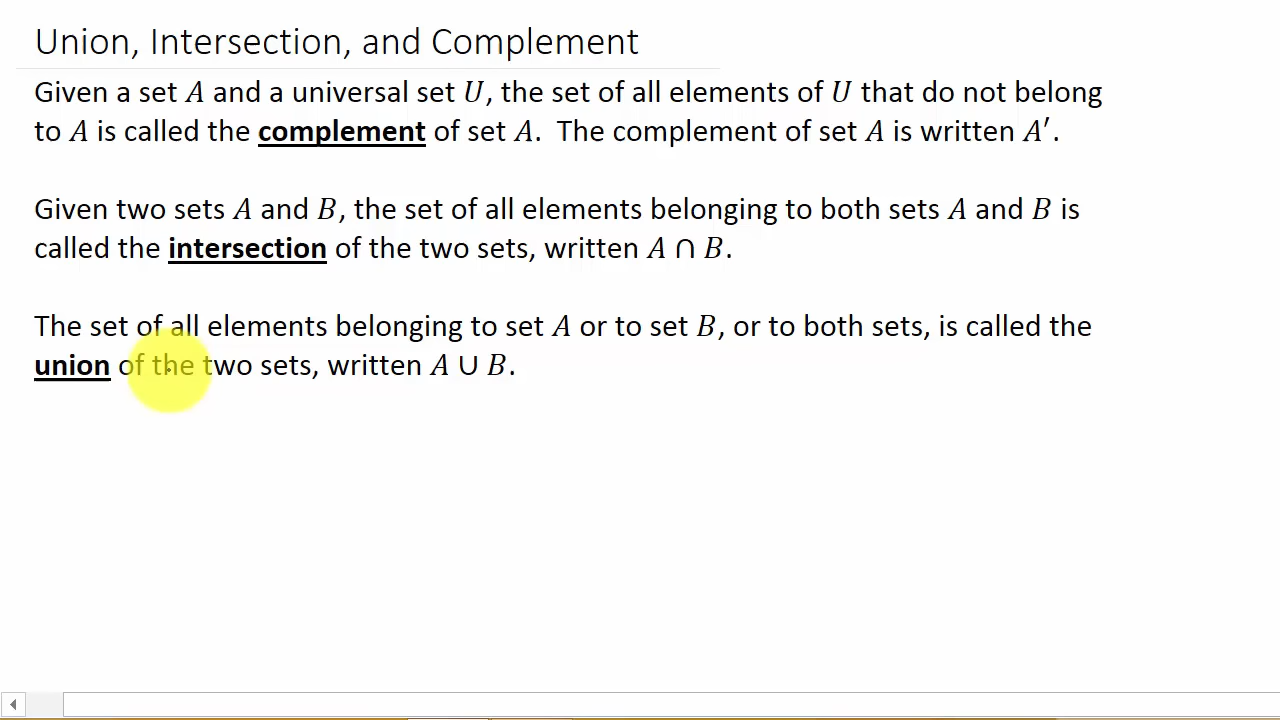 Union, Intersection, and Complement
Given a set A and a universal set U, the set of all elements of U that do not belong
to A is called the complement of set A. The complement of set A is written A′.
Given two sets A and B, the set of all elements belonging to both sets A and B is
called the intersection of the two sets, written A ∩ B.
The set of all elements belonging to set A or to set B, or to both sets, is called the
union of the two sets, written A ∪ B.